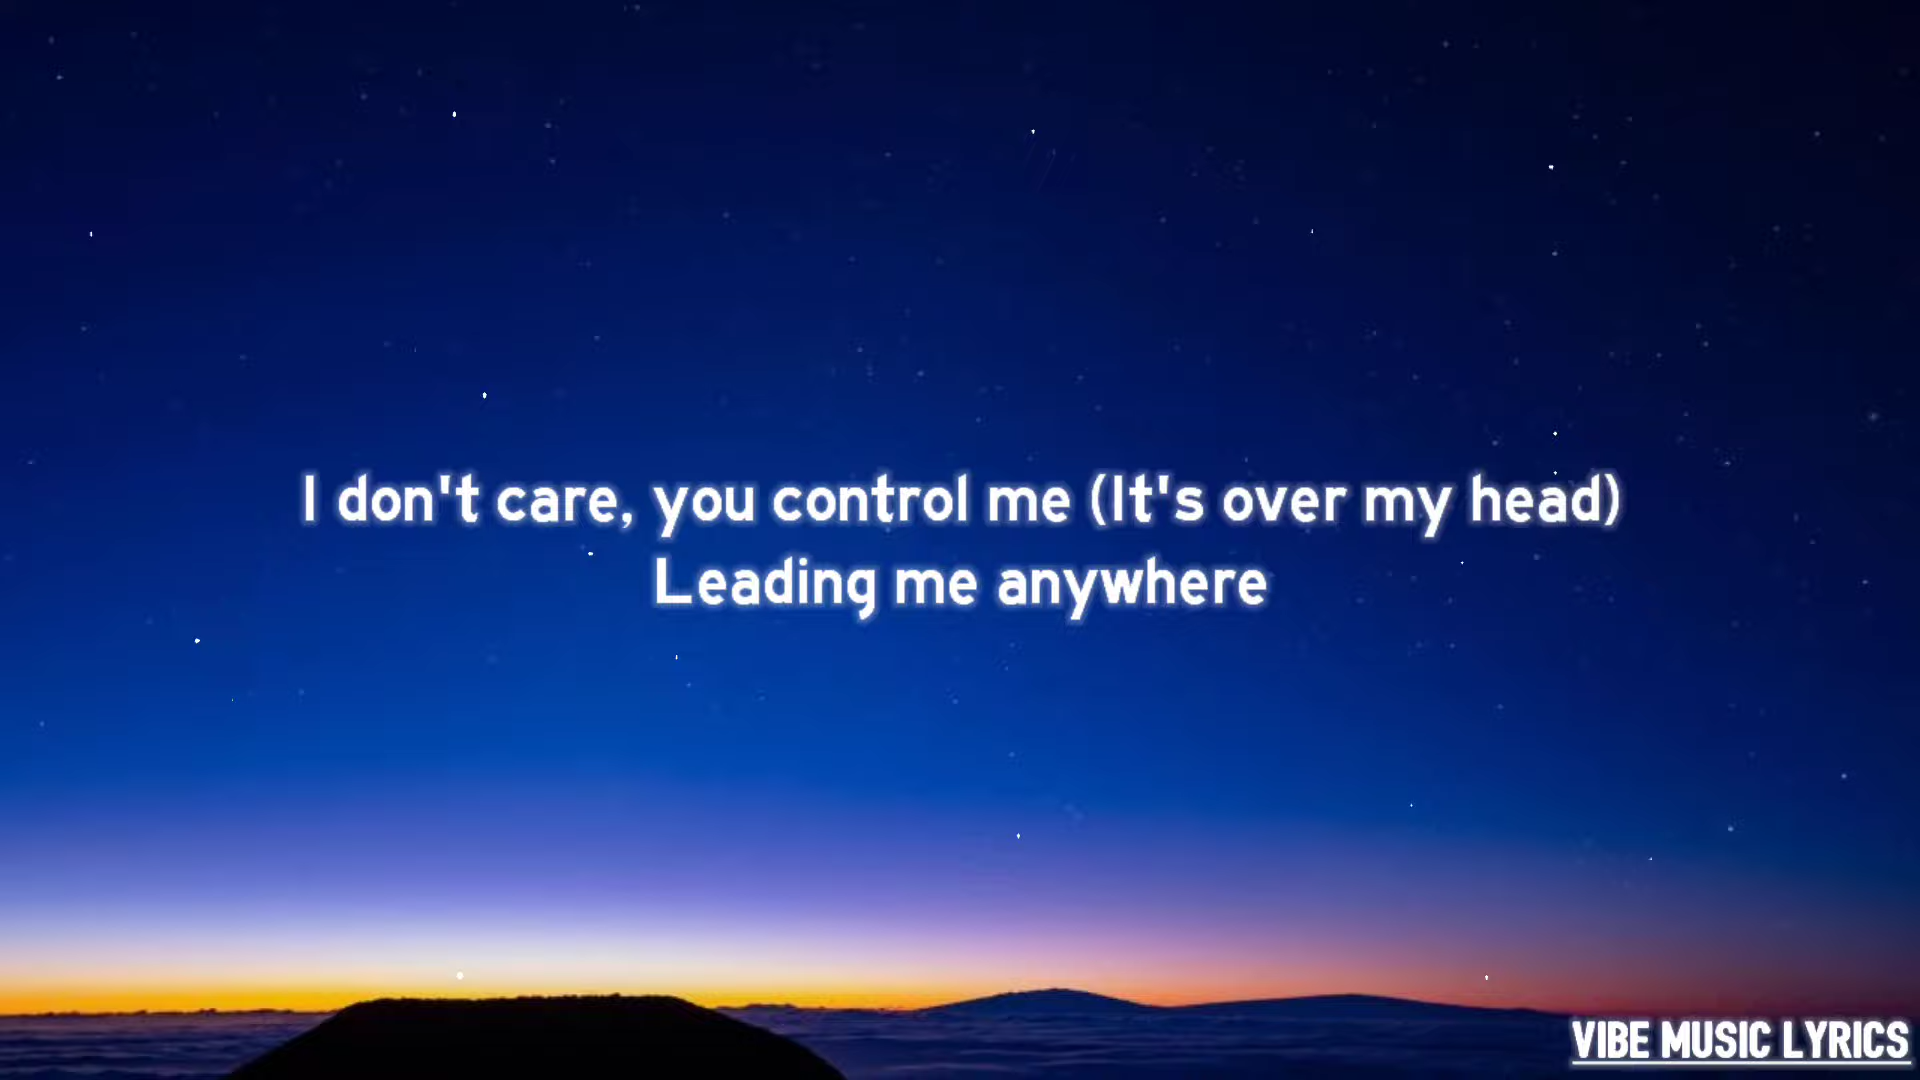 I don't care, you control me (It's over my head)
Leading me anywhere
VIBE MUSIC LYRICS